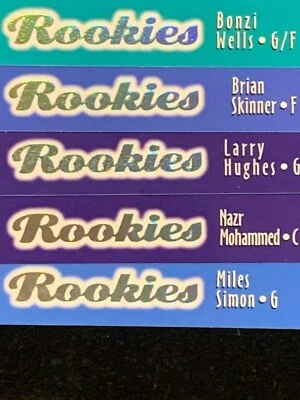 Rookies
Bonzi
Wells • G/F
Rookies
Brian
Skinner • F
Rookies
Larry
Hughes • G
Rookies
Nazr
Mohammed • C
Rookies
Miles
Simon • G